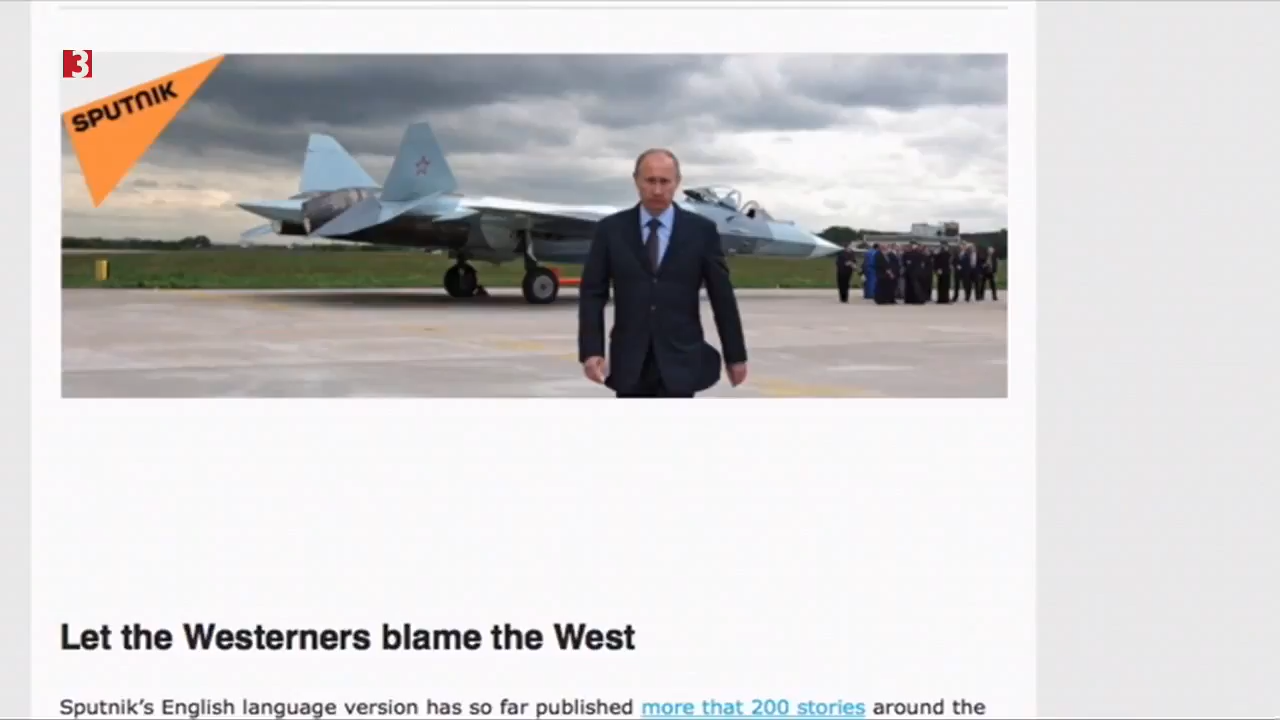 3
SPUTNIK
Let the Westerners blame the West
Sputnik’s English language version has so far published more that 200 stories around the